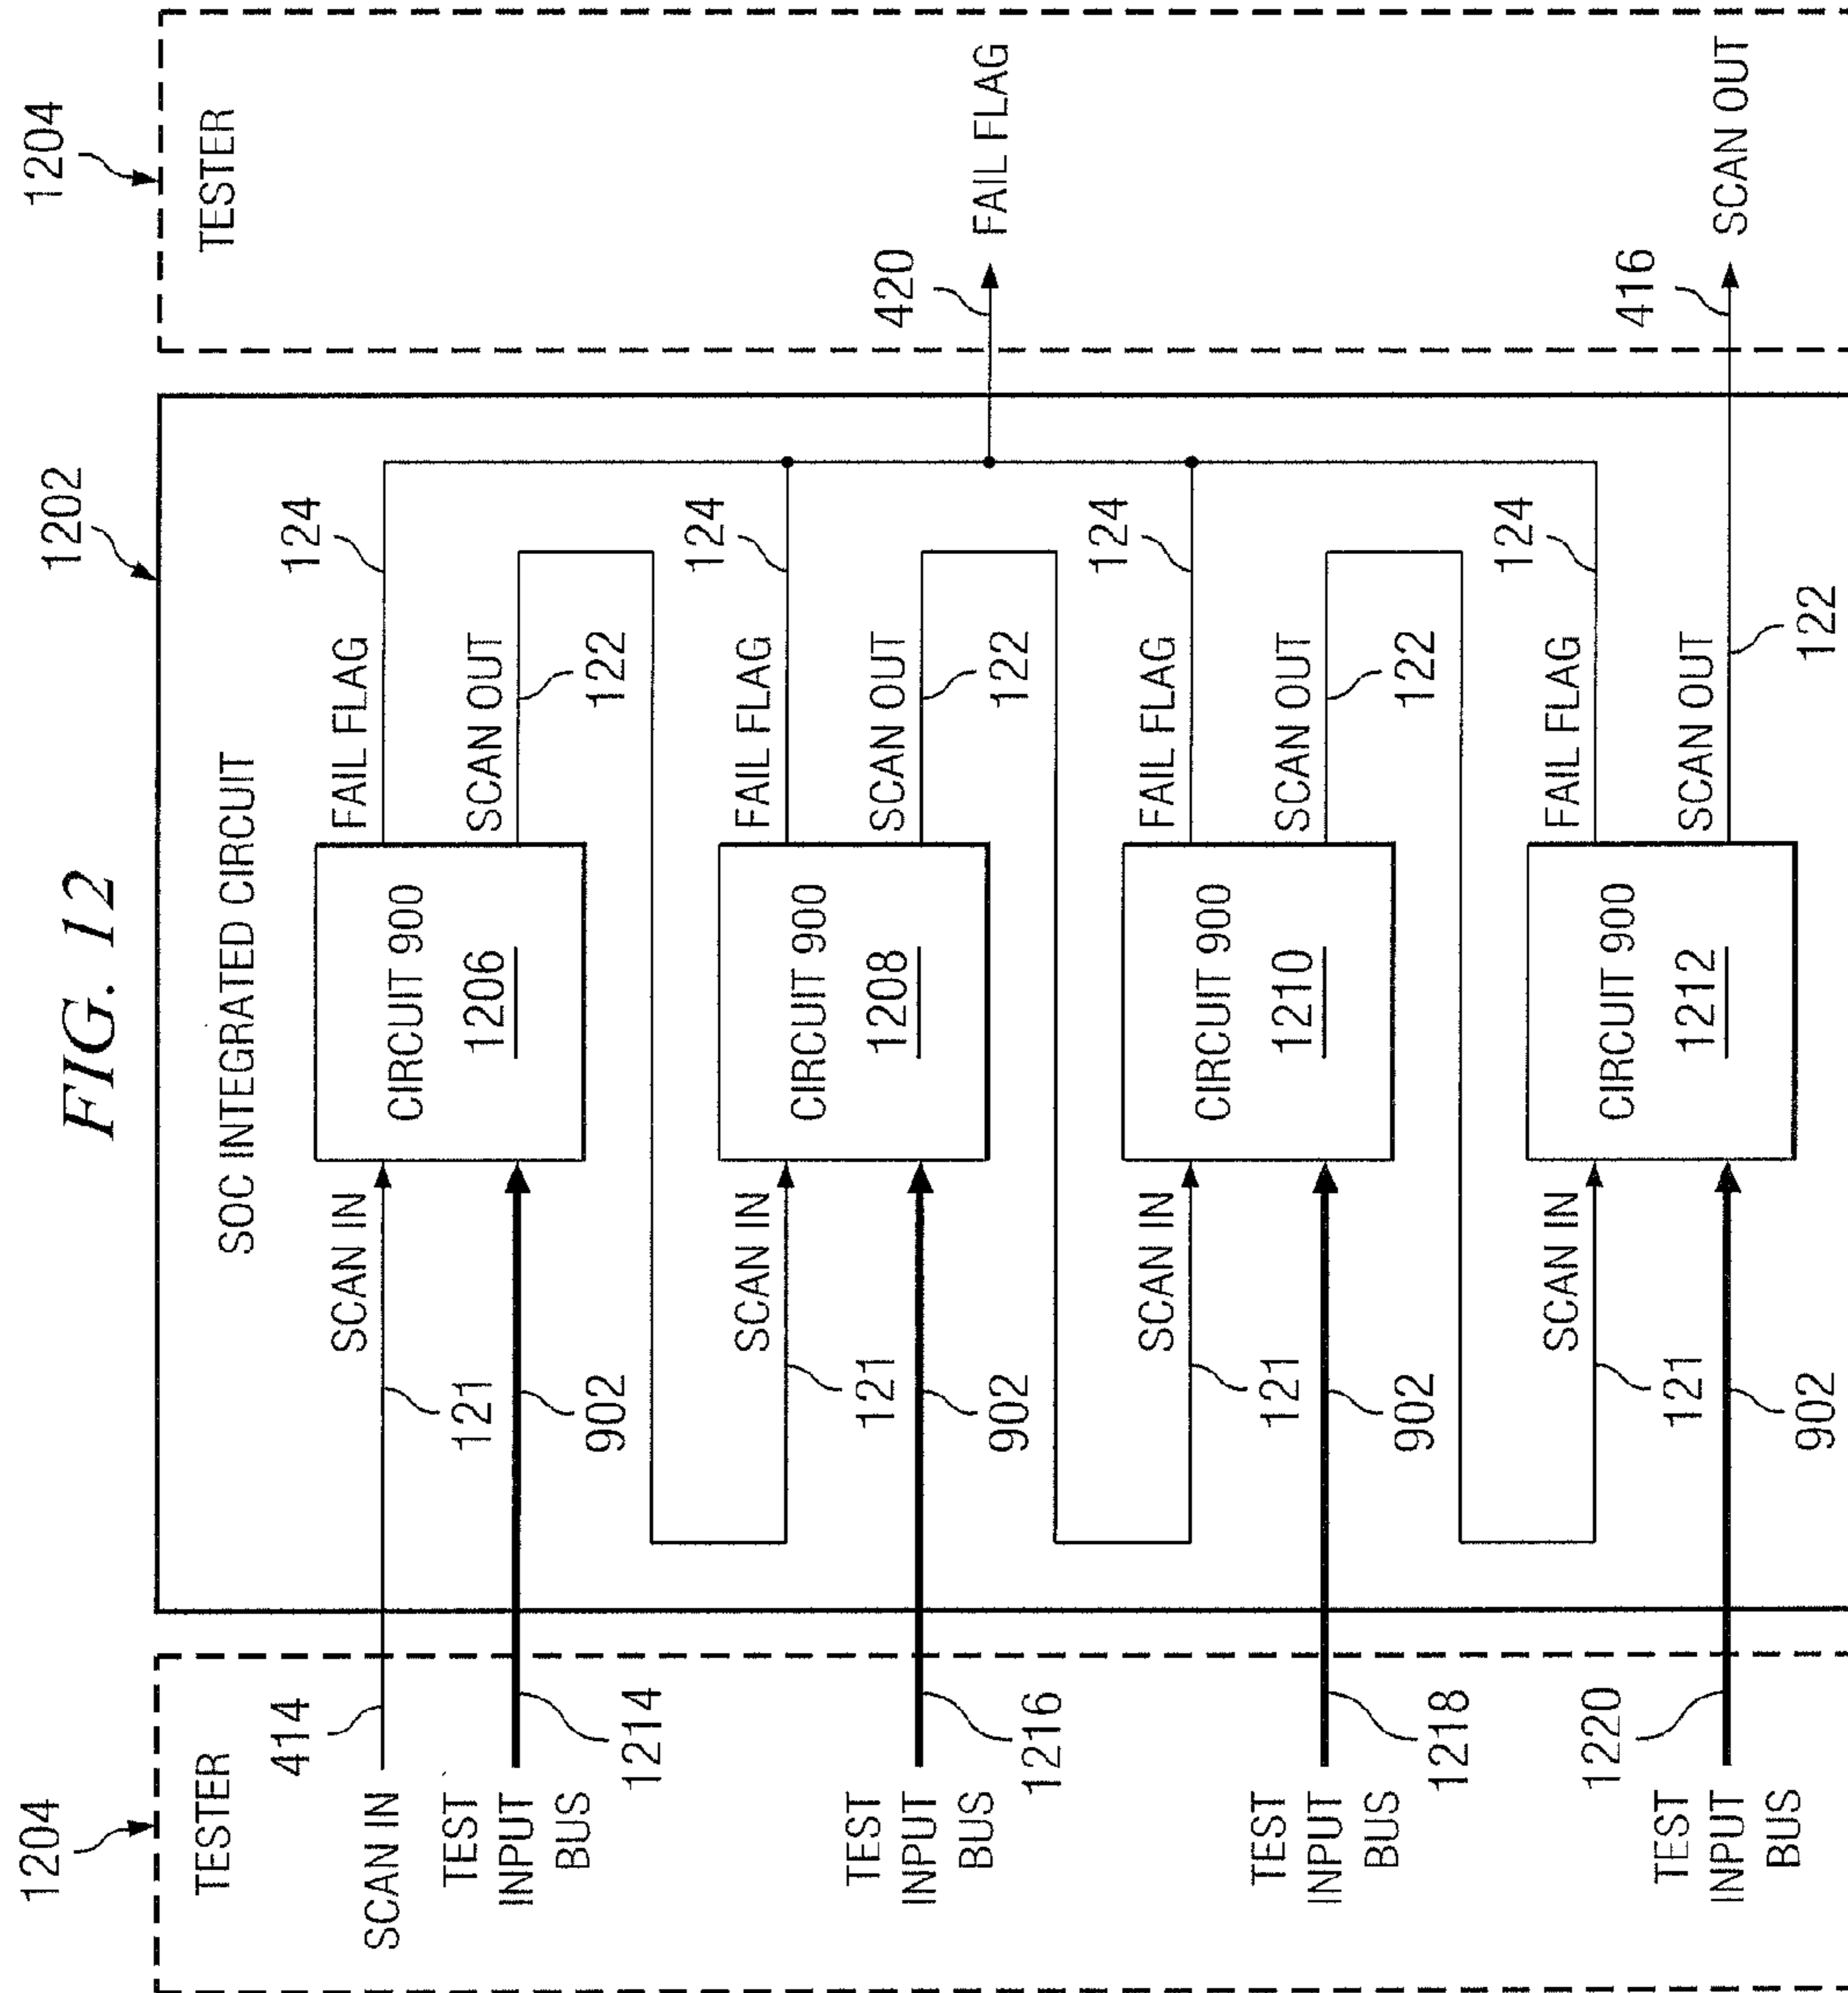 FIG. 12
1204
1202
1204
TESTER
SOC INTEGRATED CIRCUIT
TESTER
414
SCAN IN
121
SCAN IN
CIRCUIT 900
1206
FAIL FLAG
124
TEST
INPUT
BUS
1214
902
SCAN OUT
122
SCAN IN
121
CIRCUIT 900
1208
FAIL FLAG
124
TEST
INPUT
BUS
1216
902
SCAN OUT
122
420
FAIL FLAG
SCAN IN
121
CIRCUIT 900
1210
FAIL FLAG
124
TEST
INPUT
BUS
1218
902
SCAN OUT
122
SCAN IN
121
CIRCUIT 900
1212
FAIL FLAG
124
1220
TEST
INPUT
BUS
902
SCAN OUT
122
416
SCAN OUT